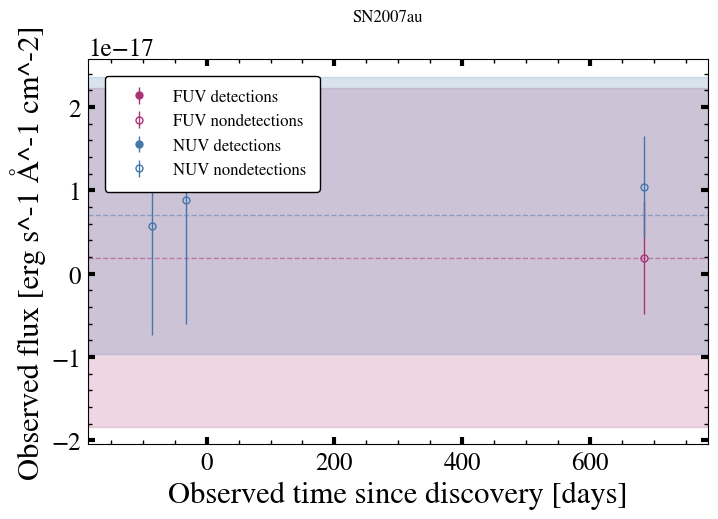 SN2007au
1e−17
FUV detections
FUV nondetections
NUV detections
NUV nondetections
2
1
0
−1
−2
0 200 400 600
Observed time since discovery [days]
Observed flux [erg s^-1 Å^-1 cm^-2]